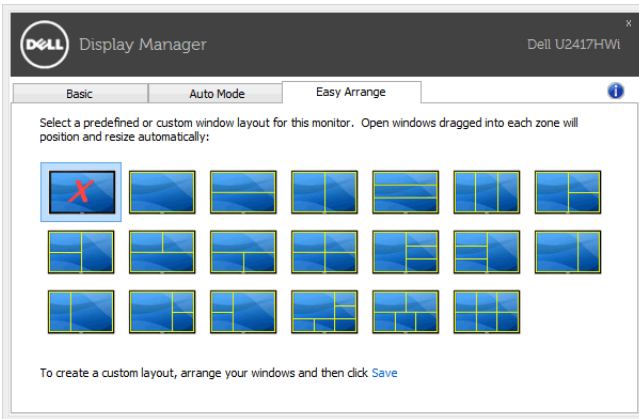 x
DELL Display Manager Dell U2417HWi
Basic Auto Mode Easy Arrange i
Select a predefined or custom window layout for this monitor. Open windows dragged into each zone will
position and resize automatically:
X
To create a custom layout, arrange your windows and then click Save